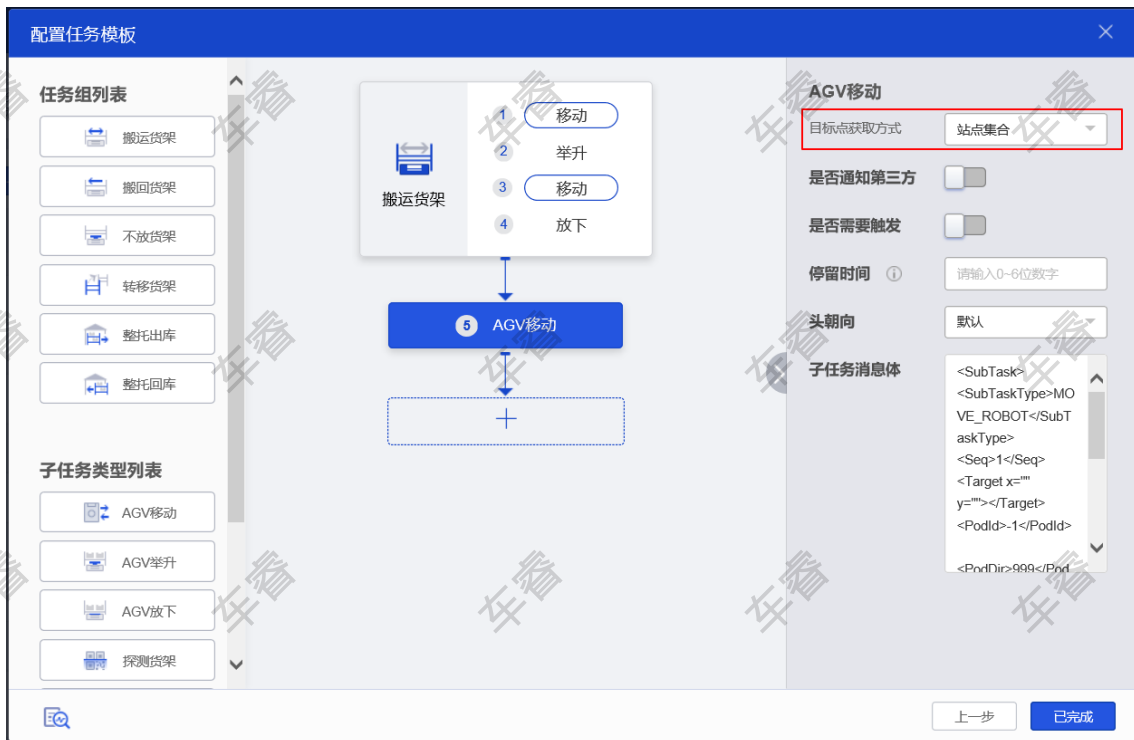 配置任务模板
任务组列表
搬运货架
搬回货架
不放货架
转移货架
整托出库
整托回库
子任务类型列表
AGV移动
AGV举升
AGV放下
探测货架
搬运货架
1 移动
2 举升
3 移动
4 放下
5 AGV移动
AGV移动
目标点获取方式 站点集合
是否通知第三方
是否需要触发
停留时间 请输入0~6位数字
头朝向 默认
子任务消息体
<SubTask>
<SubTaskType>MO
VE_ROBOT</SubT
askType>
<Seq>1</Seq>
<Target x=""
y=""></Target>
<PodId>-1</PodId>
<PodDir>999</Pod
上一步
已完成